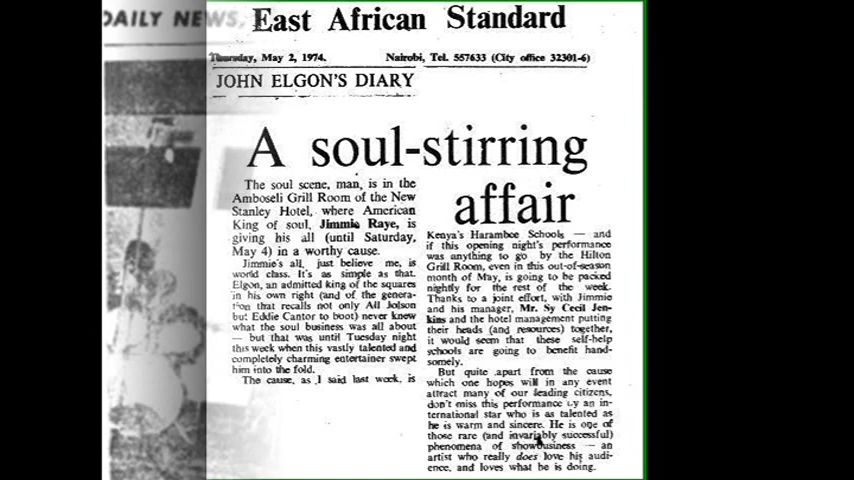 DAILY NEWS,
East African Standard
Thursday, May 2, 1974. Nairobi, Tel. 557633 (City office 32301-6)
JOHN ELGON'S DIARY
A soul-stirring
affair
The soul scene, man, is in the
Amboseli Grill Room of the New
Stanley Hotel, where American
King of soul, Jimmie Raye, is
giving his all (until Saturday,
May 4) in a worthy cause.
Jimmie's all, just believe me, is
world class. It's as simple as that.
Elgon, an admitted king of the squares
in his own right (and of the genera-
tion that recalls not only All Jolson
but Eddie Cantor to boot) never knew
what the soul business was all about
— but that was until Tuesday night
this week when this vastly talented and
completely charming entertainer swept
him into the fold.
The cause, as I said last week, is
Kenya's Harambee Schools — and
if this opening night's performance
was anything to go by the Hilton
Grill Room, even in this out-of-season
month of May, is going to be packed
nightly for the rest of the week.
Thanks to a joint effort, with Jimmie
and his manager, Mr. Sy Cecil Jen-
kins and the hotel management putting
their heads (and resources) together,
it would seem that these self-help
schools are going to benefit hand-
somely.
But quite apart from the cause
which one hopes will in any event
attract many of our leading citizens,
don't miss this performance by an in-
ternational star who is as talented as
he is warm and sincere. He is one of
those rare (and invariably successful)
phenomena of showbusiness — an
artist who really does love his audi-
ence, and loves what he is doing.